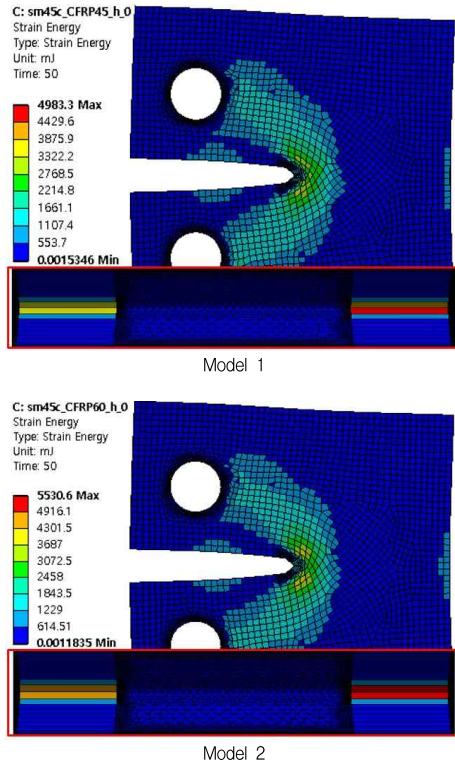 C: sm45c_CFRP45_h_0
Strain Energy
Type: Strain Energy
Unit: mJ
Time: 50
4983.3 Max
4429.6
3875.9
3322.2
2768.5
2214.8
1661.1
1107.4
553.7
0.0015346 Min
Model 1
C: sm45c_CFRP60_h_0
Strain Energy
Type: Strain Energy
Unit: mJ
Time: 50
5530.6 Max
4916.1
4301.5
3687
3072.5
2458
1843.5
1229
614.51
0.0011835 Min
Model 2